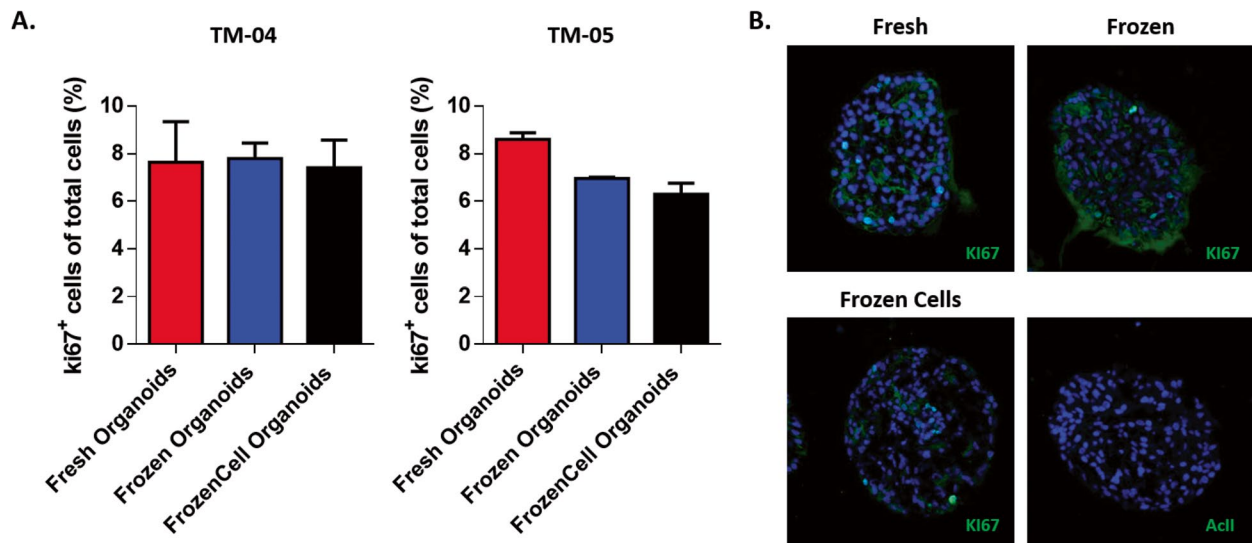 A.
TM-04
ki67+ cells of total cells (%)
10
8
6
4
2
0
Fresh Organoids
Frozen Organoids
FrozenCell Organoids
TM-05
ki67+ cells of total cells (%)
10
8
6
4
2
0
Fresh Organoids
Frozen Organoids
FrozenCell Organoids
B.
Fresh
KI67
Frozen
KI67
Frozen Cells
KI67
AcII